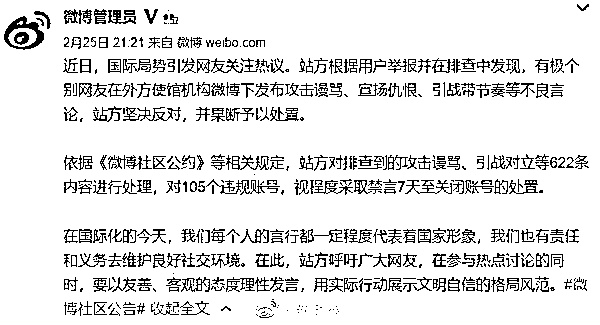 微博管理员
2月25日 21:21 来自 微博 weibo.com
近日，国际局势引发网友关注热议。站方根据用户举报并在排查中发现，有极个
别网友在外方使馆机构微博下发布攻击谩骂、宣扬仇恨、引战带节奏等不良言
论，站方坚决反对，并果断予以处置。
依据《微博社区公约》等相关规定，站方对排查到的攻击谩骂、引战对立等622条
内容进行处理，对105个违规账号，视程度采取禁言7天至关闭账号的处置。
在国际化的今天，我们每个人的言行都一定程度代表着国家形象，我们也有责任
和义务去维护良好社交环境。在此，站方呼吁广大网友，在参与热点讨论的同
时，要以友善、客观的态度理性发言，用实际行动展示文明自信的格局风范。#微
博社区公告# 收起全文